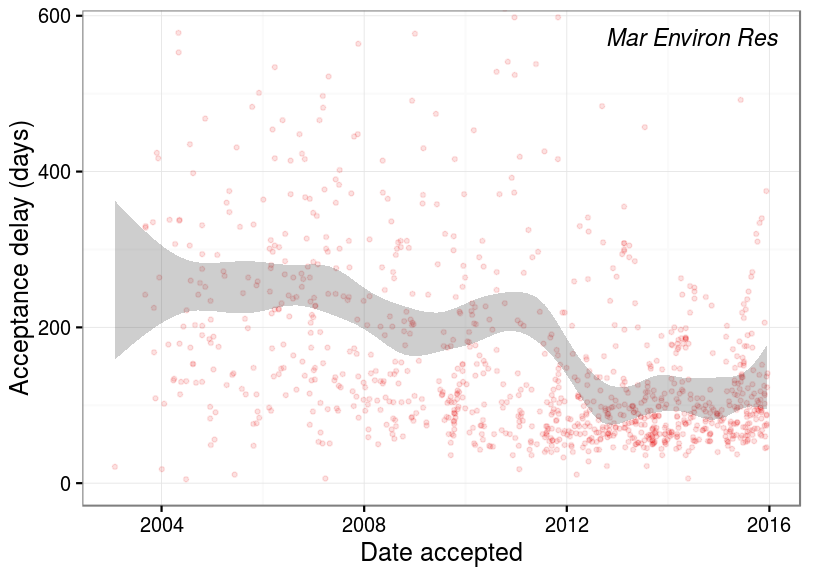 Mar Environ Res
600
400
200
0
Acceptance delay (days)
2004 2008 2012 2016
Date accepted